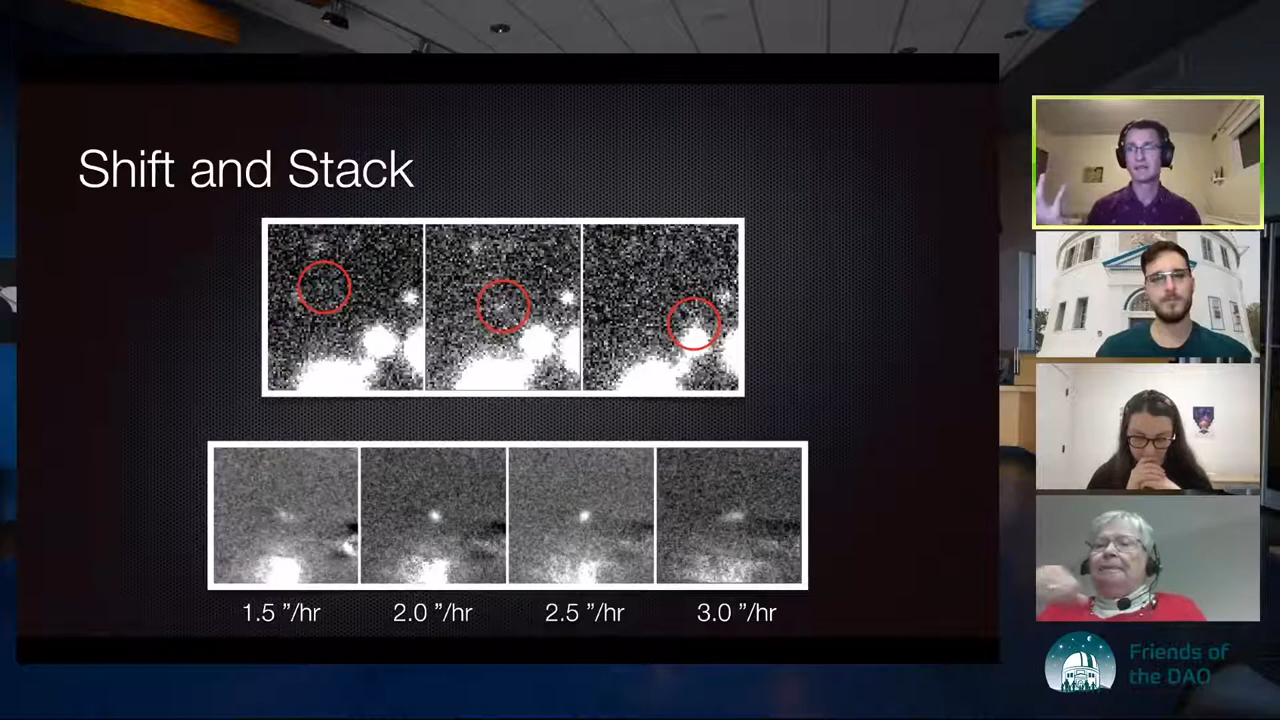 Shift and Stack
1.5 ”/hr
2.0 ”/hr
2.5 ”/hr
3.0 ”/hr
Friends of
the DAO